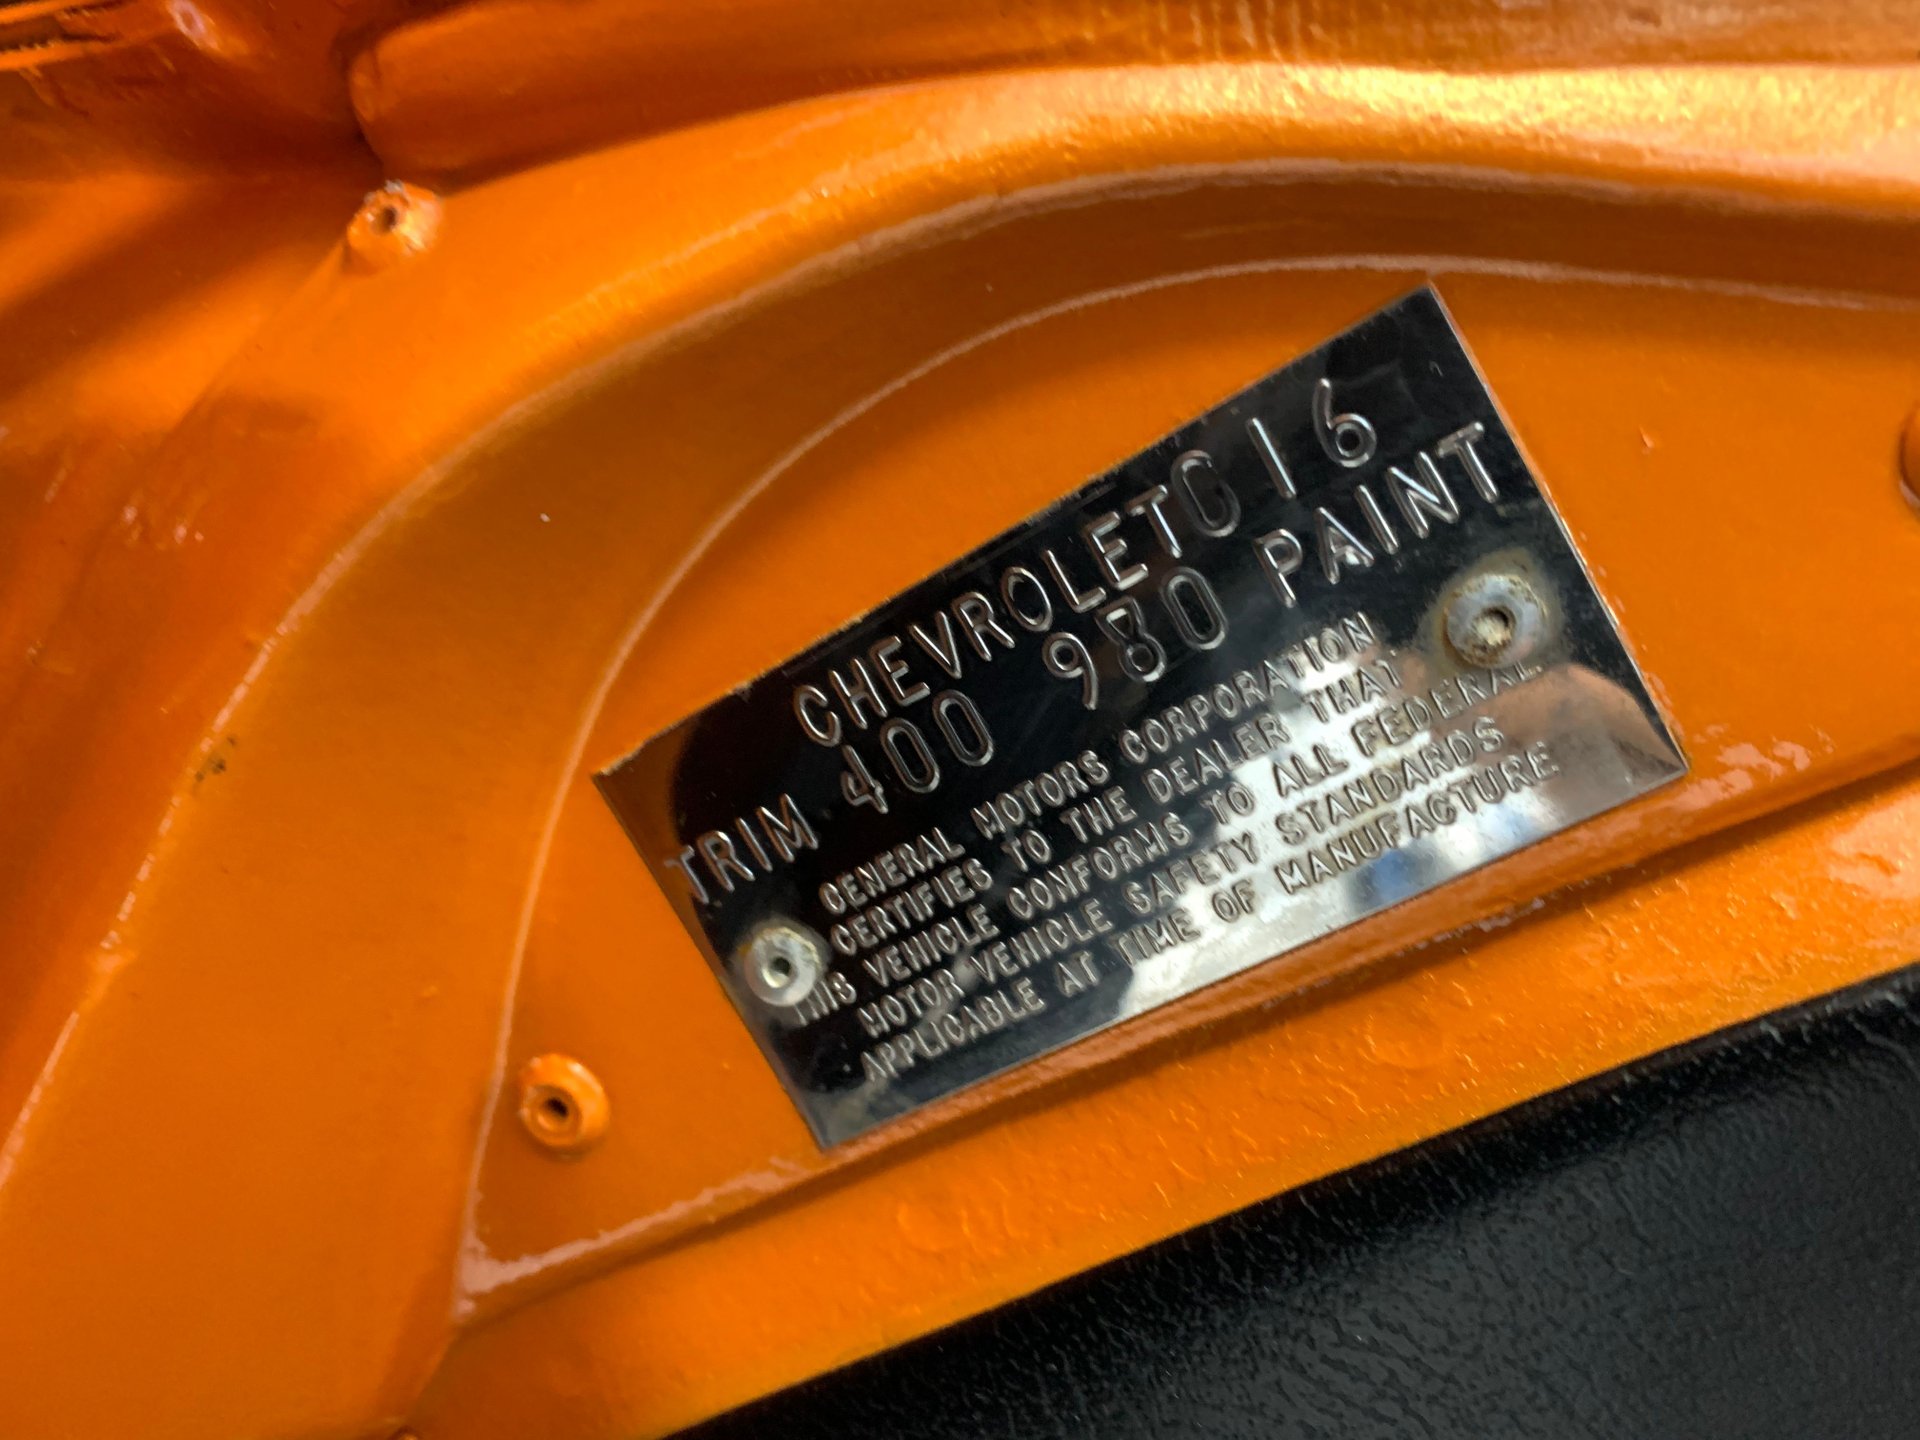 CHEVROLET C 16
TRIM 400 980 PAINT
GENERAL MOTORS CORPORATION
CERTIFIES TO THE DEALER THAT
THIS VEHICLE CONFORMS TO ALL FEDERAL
MOTOR VEHICLE SAFETY STANDARDS
APPLICABLE AT TIME OF MANUFACTURE